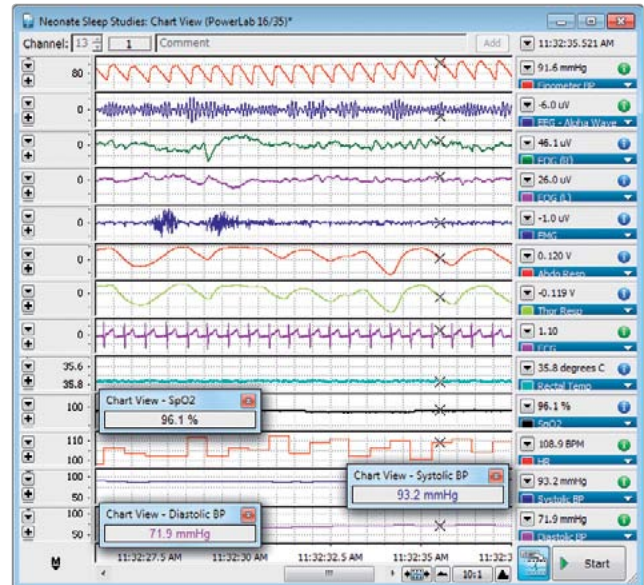 Neonate Sleep Studies: Chart View (PowerLab 16/35)*
Channel: 13 1 Comment Add 11:32:35.521 AM
80 91.6 mmHg
Finometer BP
0 -6.0 uV
EEG - Alpha Wave
0 46.1 uV
EOG (R)
0 26.0 uV
EOG (L)
0 -1.0 uV
EMG
0 0.120 V
Abdo Resp
0 -0.119 V
Thor Resp
0 1.10
ECG
35.6
35.8 35.8 degrees C
Rectal Temp
Chart View - SpO2
100 96.1 %
96.1 %
SpO2
110 108.9 BPM
100 HR
Chart View - Systolic BP
100 93.2 mmHg
50 93.2 mmHg
Systolic BP
Chart View - Diastolic BP
100 71.9 mmHg
50 71.9 mmHg
Diastolic BP
M 11:32:27.5 AM 11:32:30 AM 11:32:32.5 AM 11:32:35 AM 11:32:3
10:1 Start